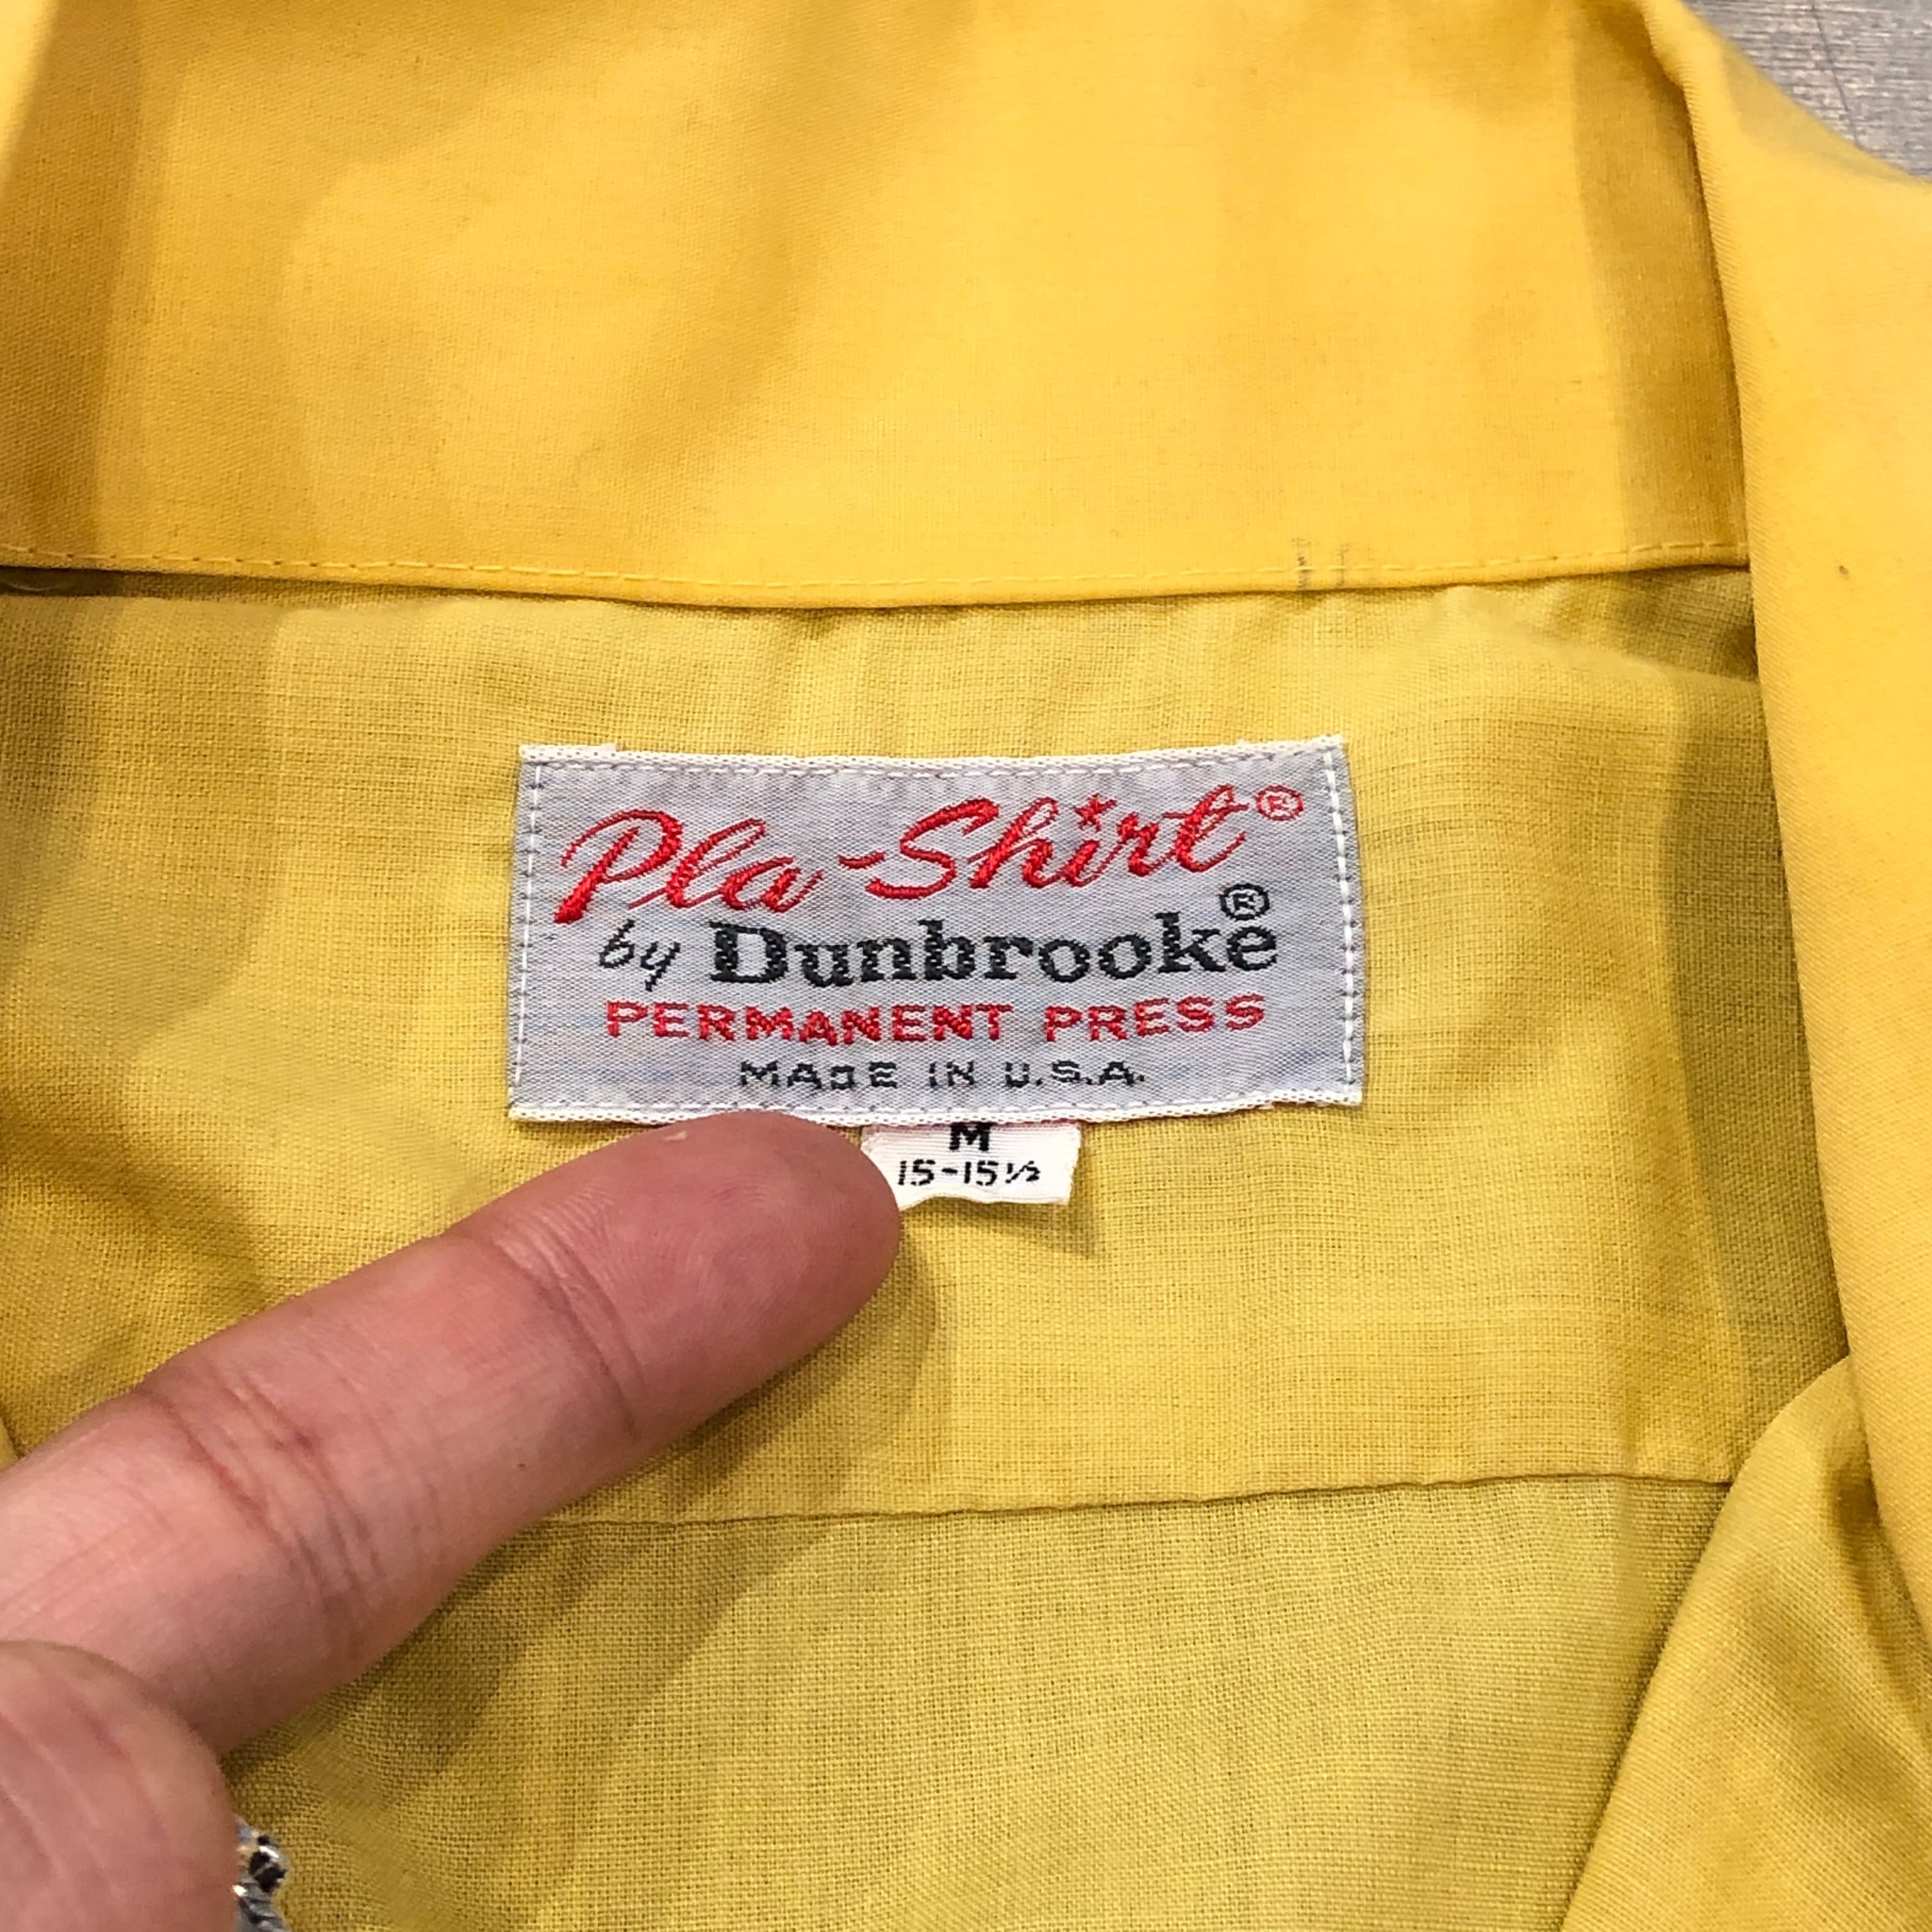 Pla-Shirt®
by Dunbrooke®
PERMANENT PRESS
MADE IN U.S.A.
M
15-15½